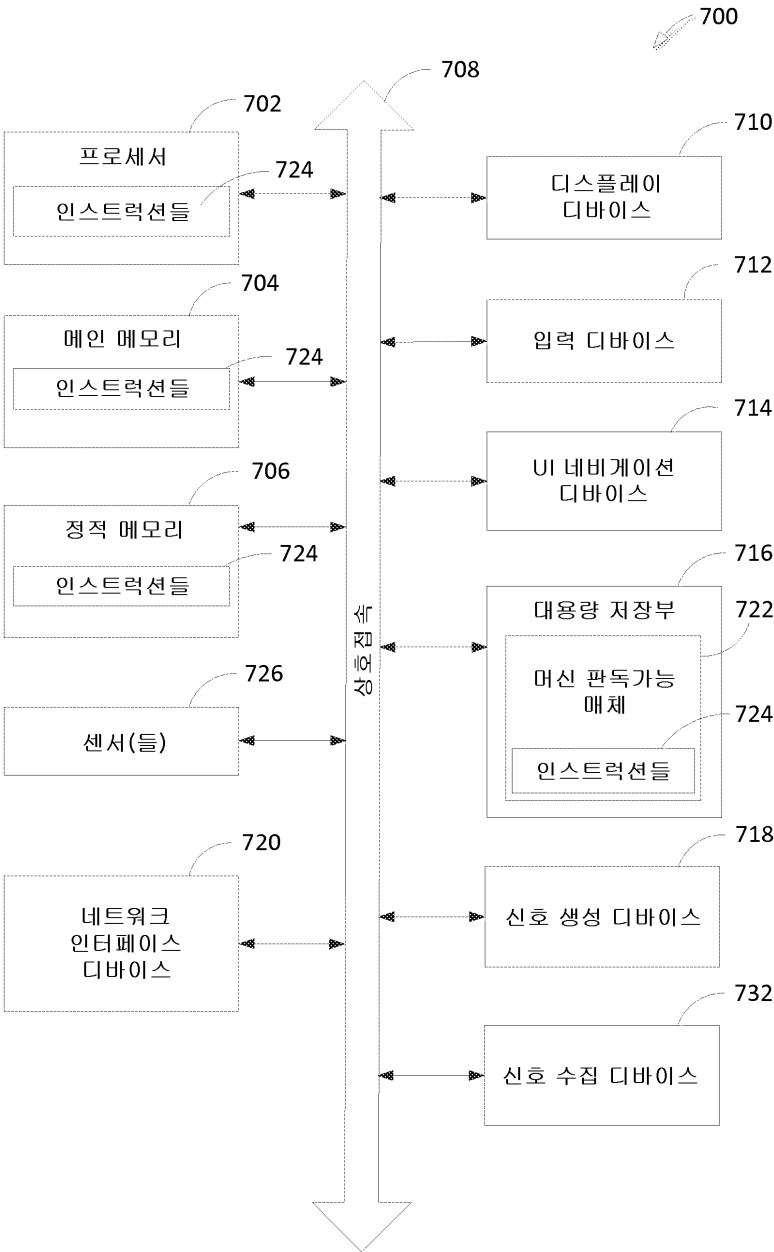 700
708
702
프로세서
724
인스트럭션들
704
메인 메모리
724
인스트럭션들
706
정적 메모리
724
인스트럭션들
726
센서(들)
720
네트워크
인터페이스
디바이스
상호접속
710
디스플레이
디바이스
712
입력 디바이스
714
UI 네비게이션
디바이스
716
대용량 저장부
722
머신 판독가능
매체
724
인스트럭션들
718
신호 생성 디바이스
732
신호 수집 디바이스